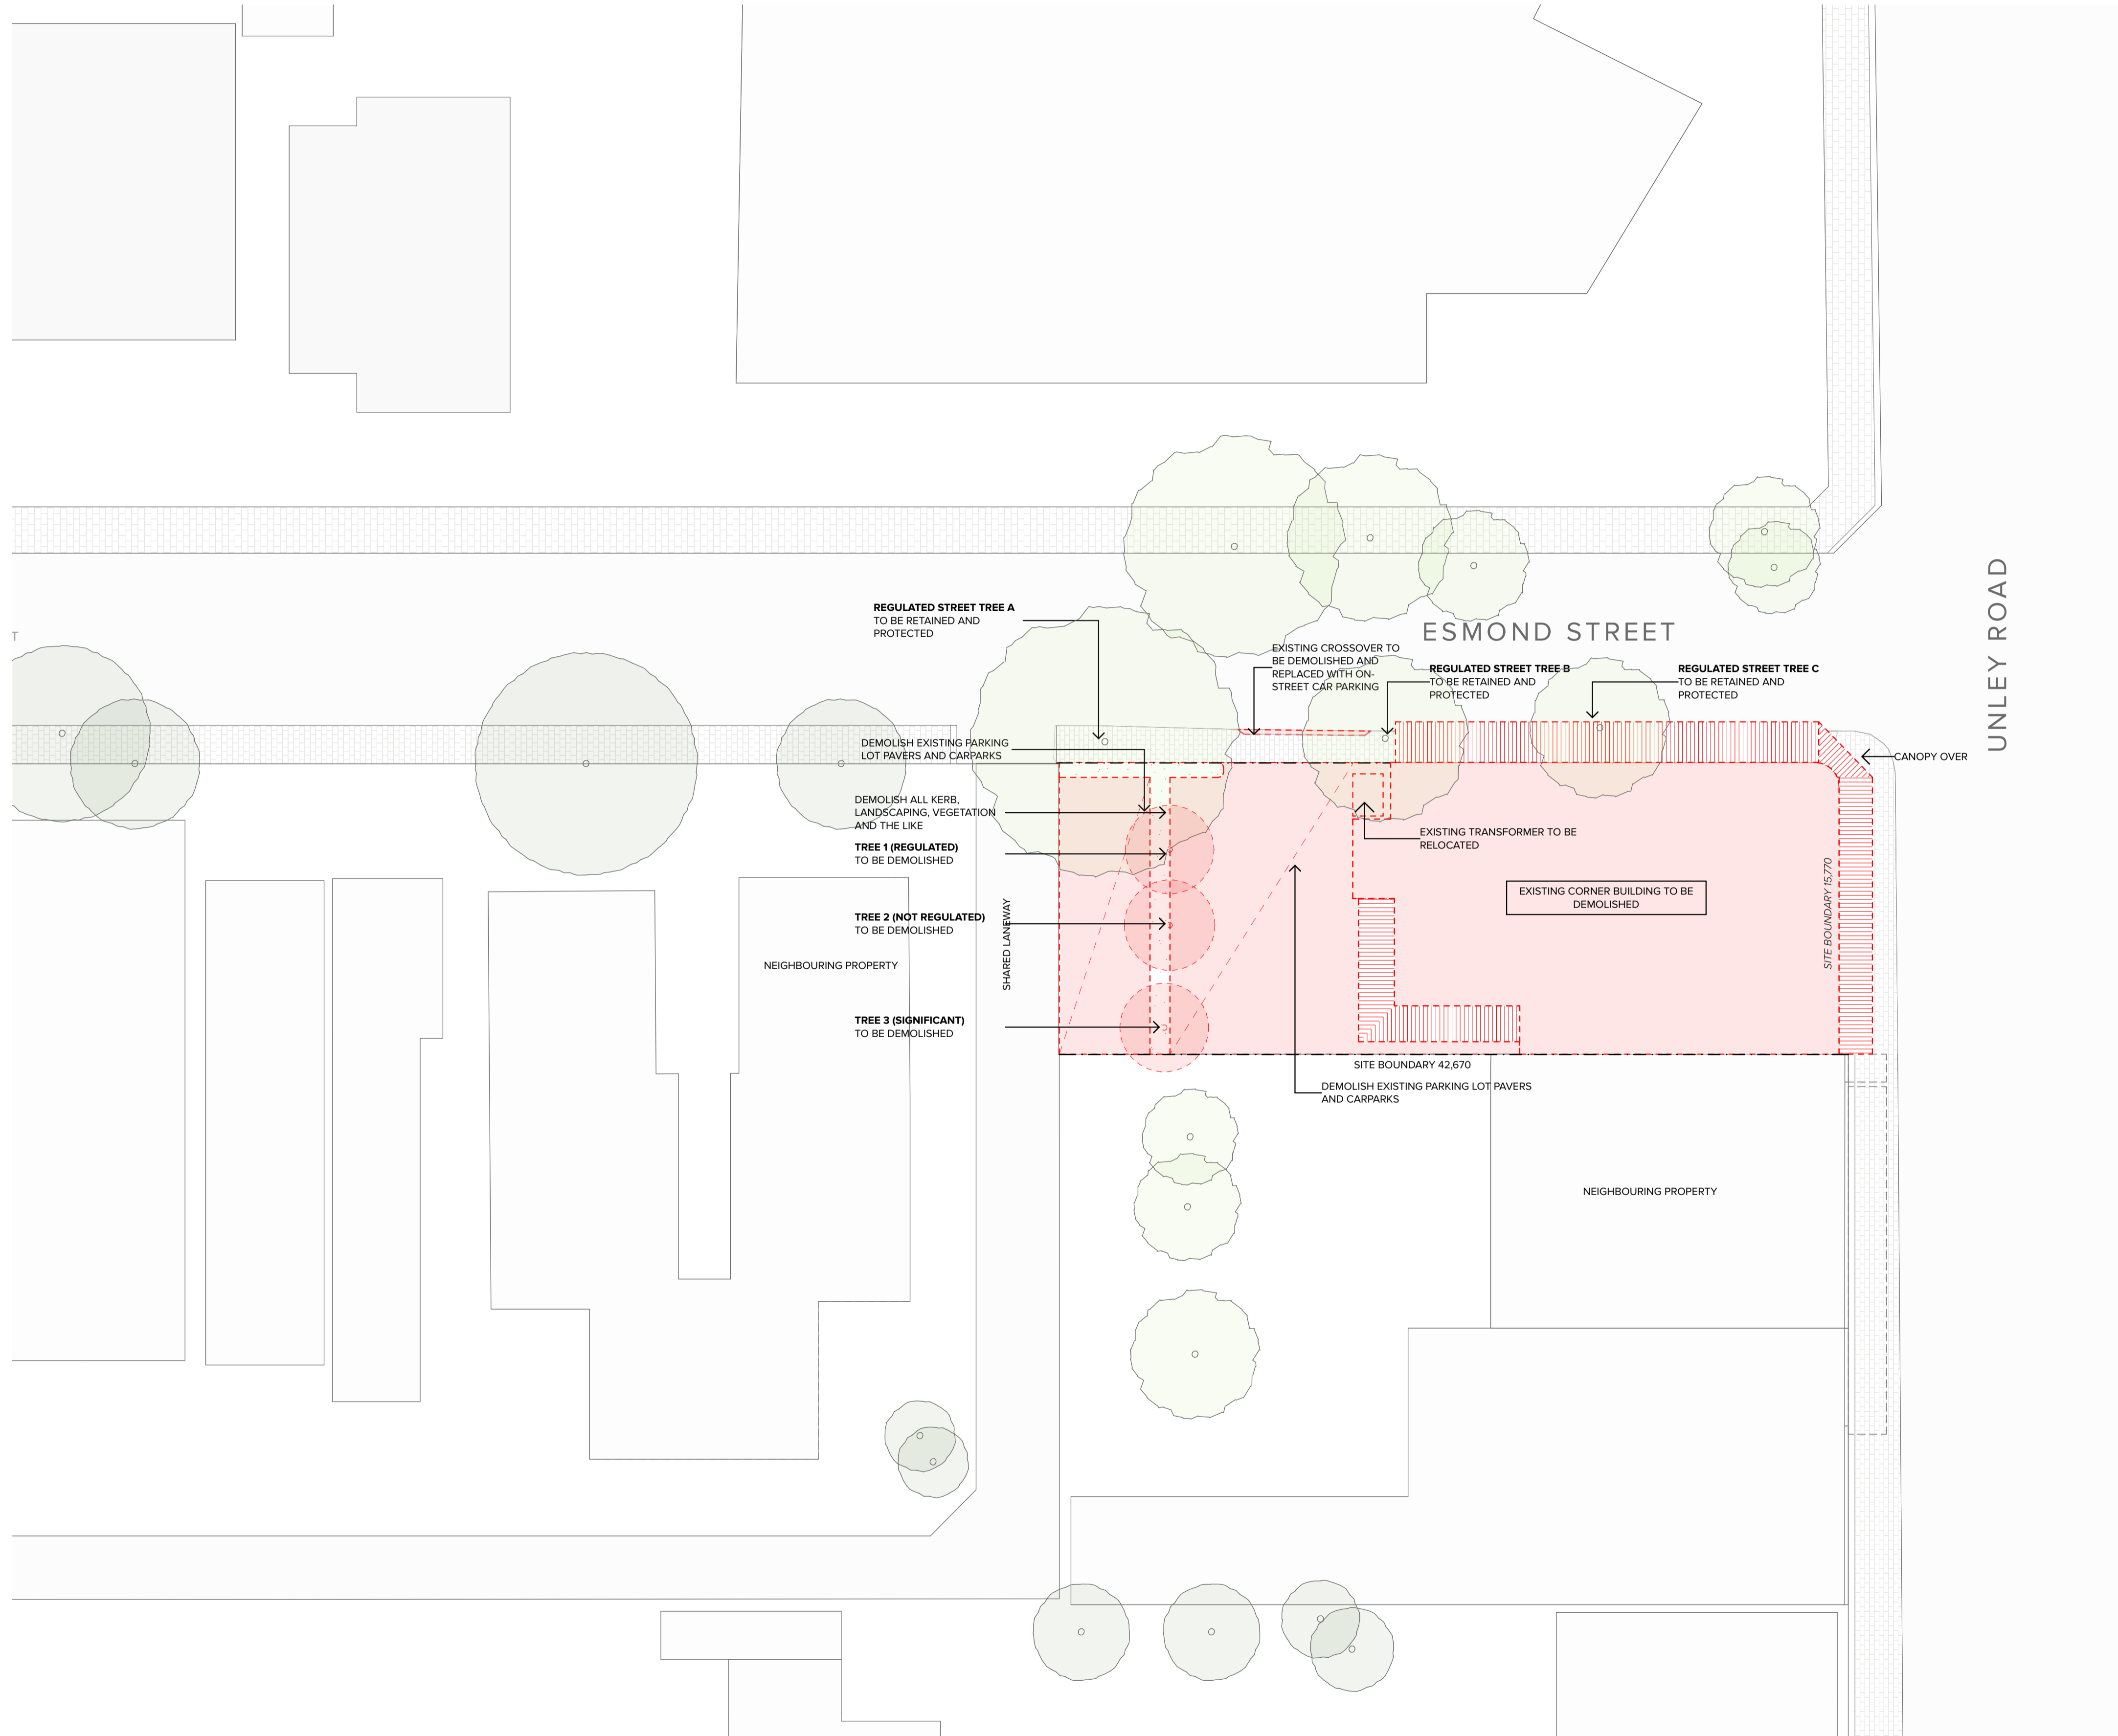 REGULATED STREET TREE A
TO BE RETAINED AND
PROTECTED
ESMOND STREET
UNLEY ROAD
T
EXISTING CROSSOVER TO
BE DEMOLISHED AND
REPLACED WITH ON-
STREET CAR PARKING
REGULATED STREET TREE B
TO BE RETAINED AND
PROTECTED
REGULATED STREET TREE C
TO BE RETAINED AND
PROTECTED
DEMOLISH EXISTING PARKING
LOT PAVERS AND CARPARKS
CANOPY OVER
DEMOLISH ALL KERB,
LANDSCAPING, VEGETATION
AND THE LIKE
EXISTING TRANSFORMER TO BE
RELOCATED
TREE 1 (REGULATED)
TO BE DEMOLISHED
EXISTING CORNER BUILDING TO BE
DEMOLISHED
SITE BOUNDARY 15,770
TREE 2 (NOT REGULATED)
TO BE DEMOLISHED
SHARED LANEWAY
NEIGHBOURING PROPERTY
TREE 3 (SIGNIFICANT)
TO BE DEMOLISHED
SITE BOUNDARY 42,670
DEMOLISH EXISTING PARKING LOT PAVERS
AND CARPARKS
NEIGHBOURING PROPERTY